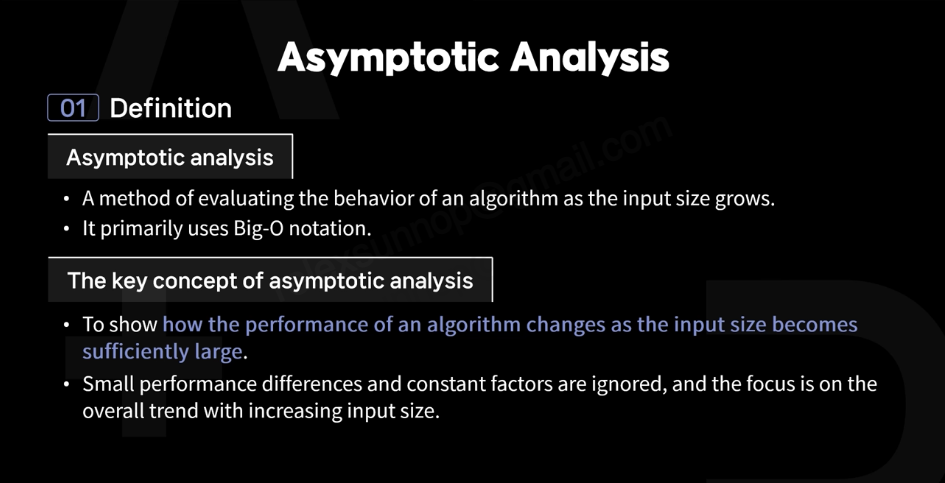 Asymptotic Analysis
01 Definition
Asymptotic analysis
• A method of evaluating the behavior of an algorithm as the input size grows.
• It primarily uses Big-O notation.
The key concept of asymptotic analysis
• To show how the performance of an algorithm changes as the input size becomes
sufficiently large.
• Small performance differences and constant factors are ignored, and the focus is on the
overall trend with increasing input size.